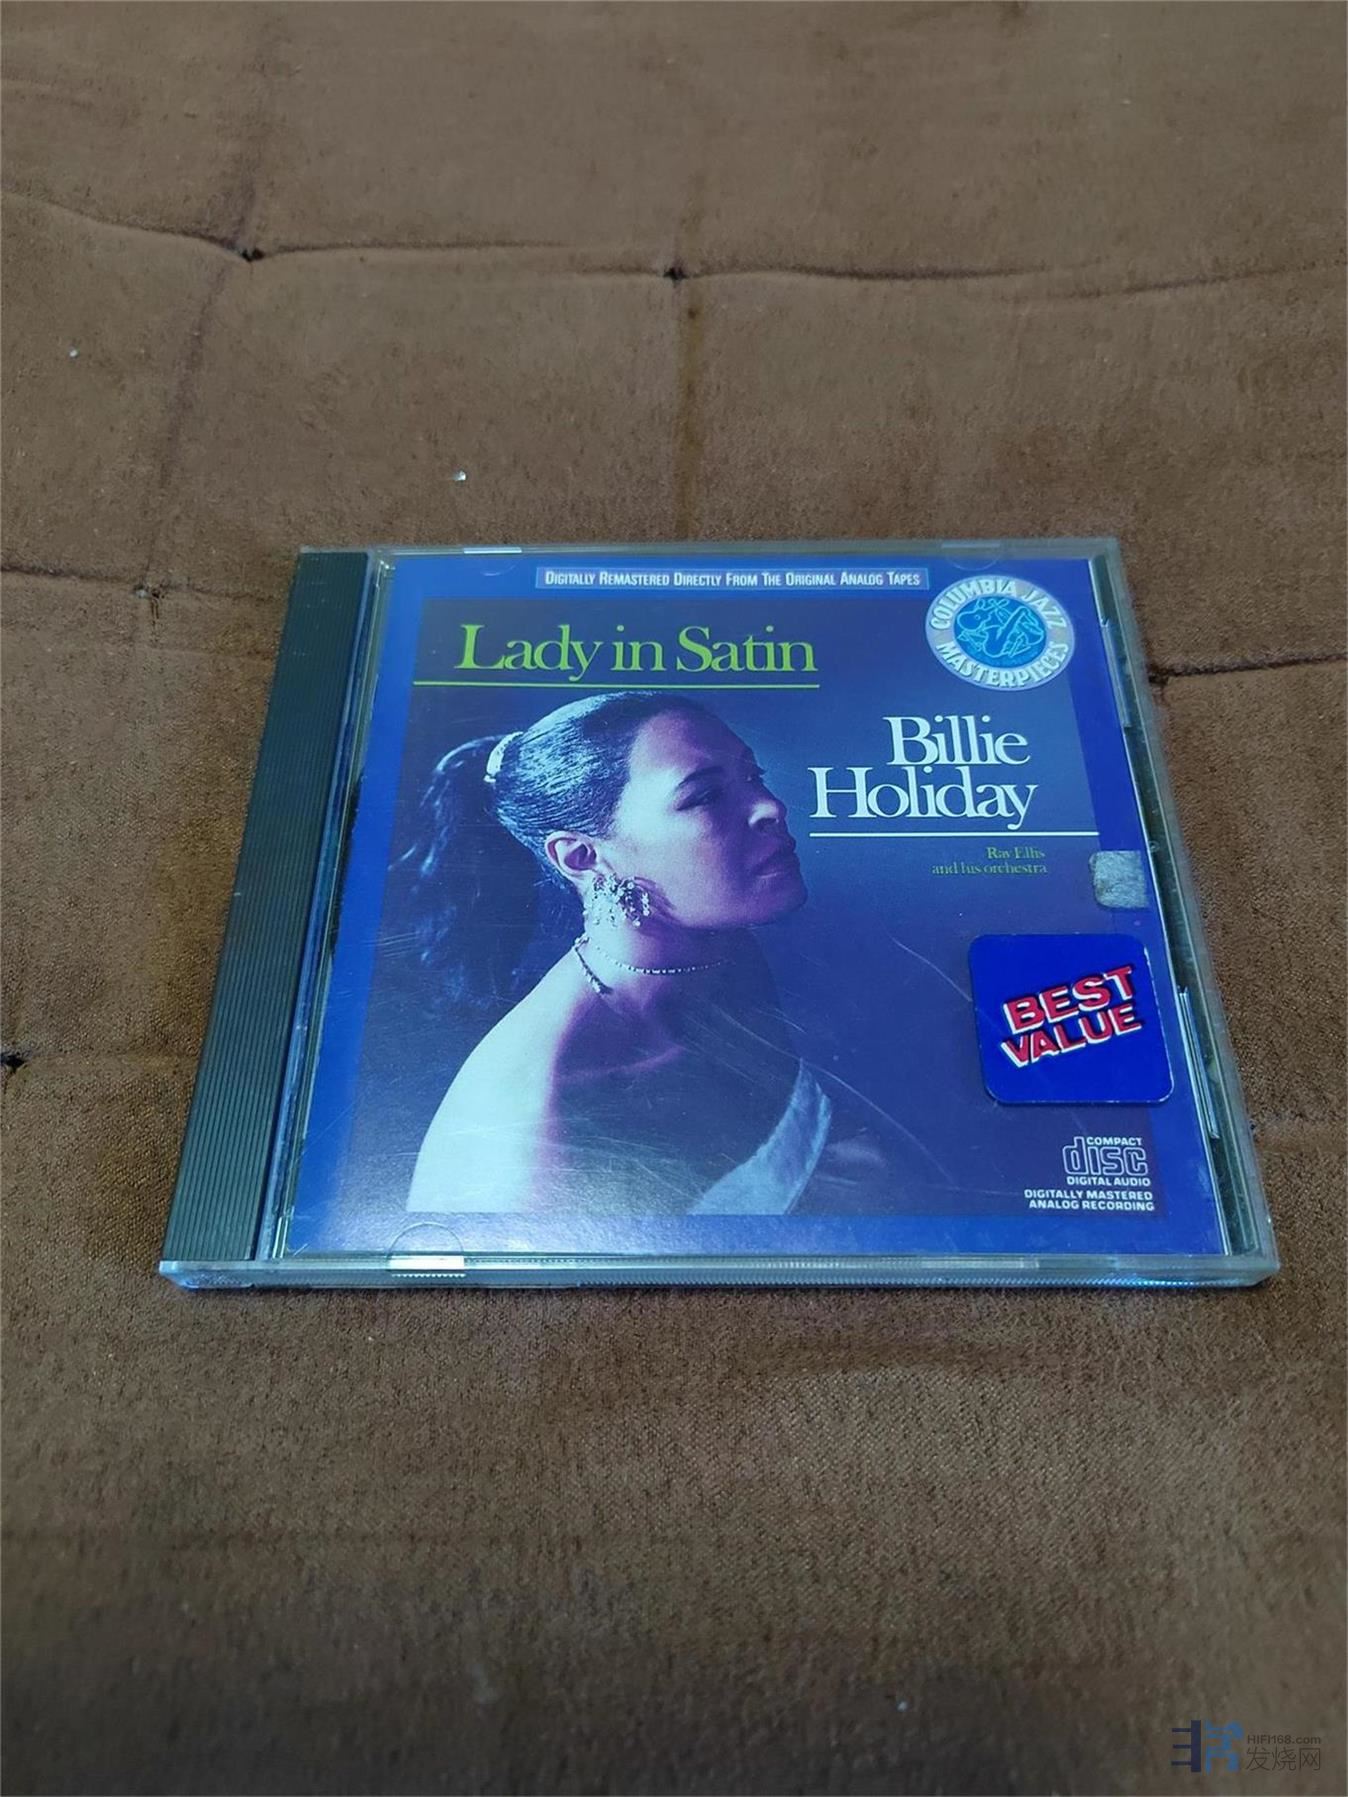 DIGITALLY REMASTERED DIRECTLY FROM THE ORIGINAL ANALOG TAPES
COLUMBIA JAZZ
MASTERPIECES
Lady in Satin
Billie
Holiday
Ray Ellis
and his orchestra
BEST
VALUE
COMPACT
disc
DIGITAL AUDIO
DIGITALLY MASTERED
ANALOG RECORDING
HIFI168.com
发烧网